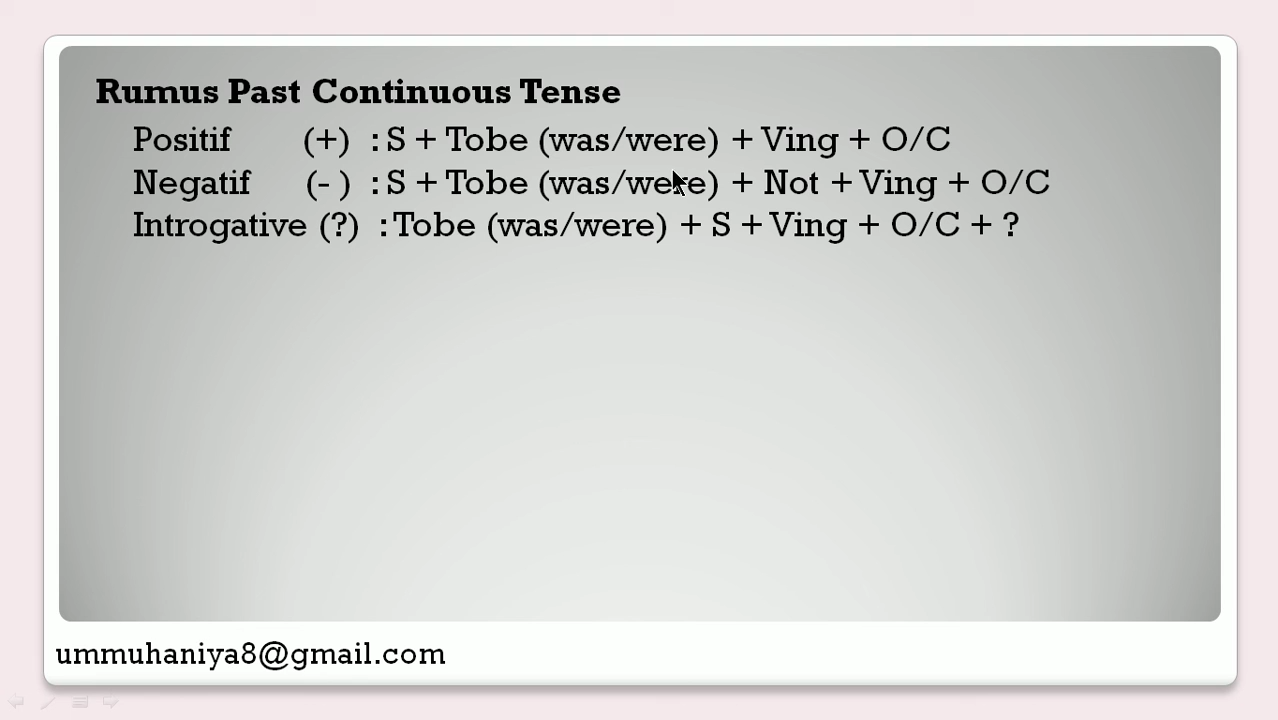 Rumus Past Continuous Tense
Positif (+) : S + Tobe (was/were) + Ving + O/C
Negatif (- ) : S + Tobe (was/were) + Not + Ving + O/C
Introgative (?) : Tobe (was/were) + S + Ving + O/C + ?
ummuhaniya8@gmail.com